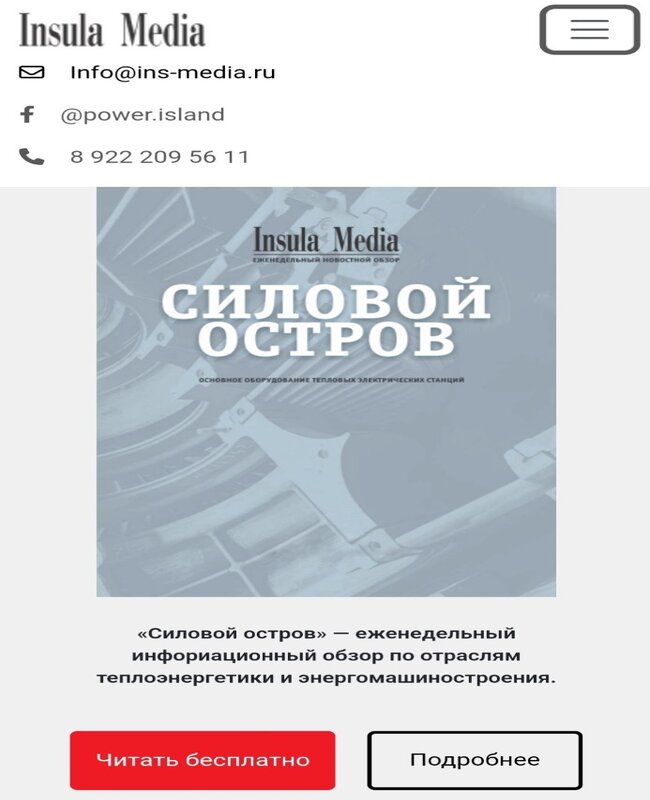 Insula Media
Info@ins-media.ru
@power.island
8 922 209 56 11
Insula Media
ЕЖЕНЕДЕЛЬНЫЙ НОВОСТНОЙ ОБЗОР
СИЛОВОЙ
ОСТРОВ
ОСНОВНОЕ ОБОРУДОВАНИЕ ТЕПЛОВЫХ ЭЛЕКТРИЧЕСКИХ СТАНЦИЙ
«Силовой остров» — еженедельный
инфориационный обзор по отраслям
теплоэнергетики и энергомашиностроения.
Читать бесплатно
Подробнее